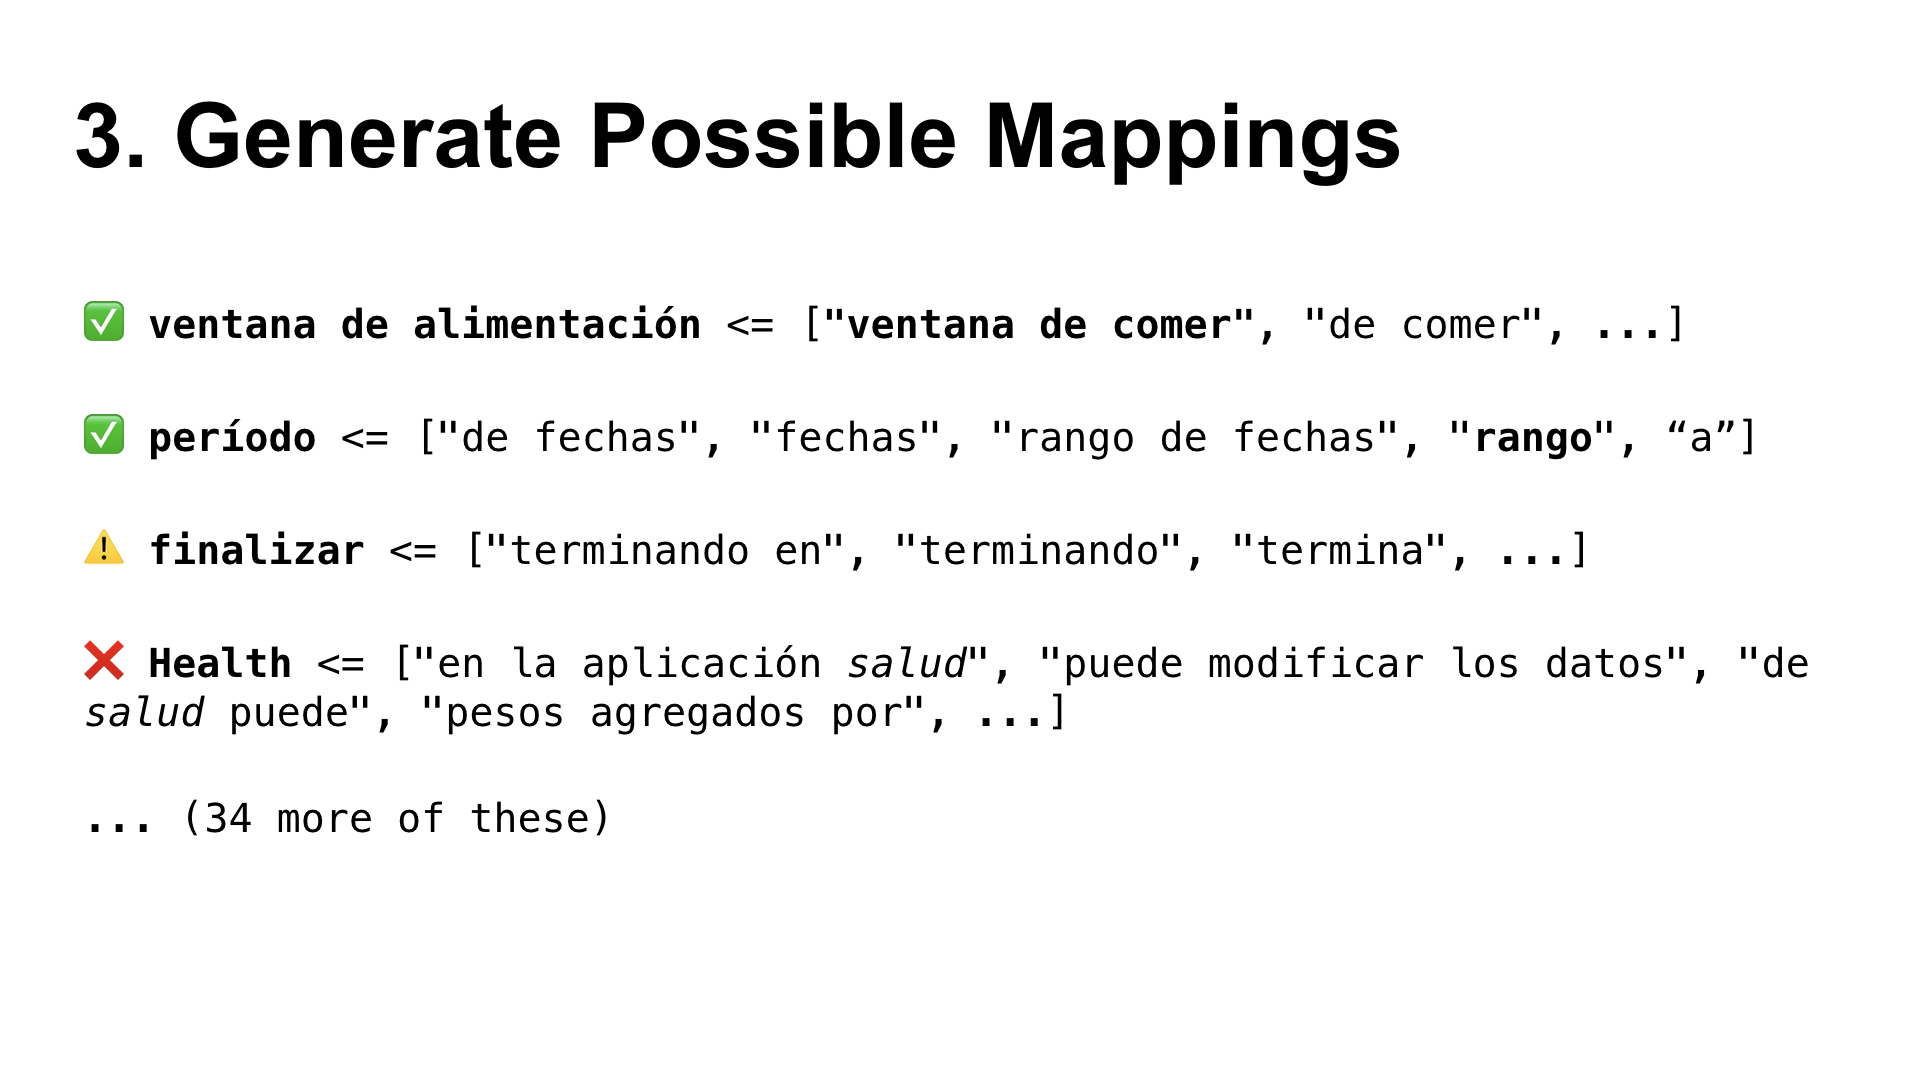 3. Generate Possible Mappings
✅ ventana de alimentación <= ["ventana de comer", "de comer", ...]
✅ período <= ["de fechas", "fechas", "rango de fechas", "rango", “a”]
⚠️ finalizar <= ["terminando en", "terminando", "termina", ...]
❌ Health <= ["en la aplicación salud", "puede modificar los datos", "de
salud puede", "pesos agregados por", ...]
... (34 more of these)